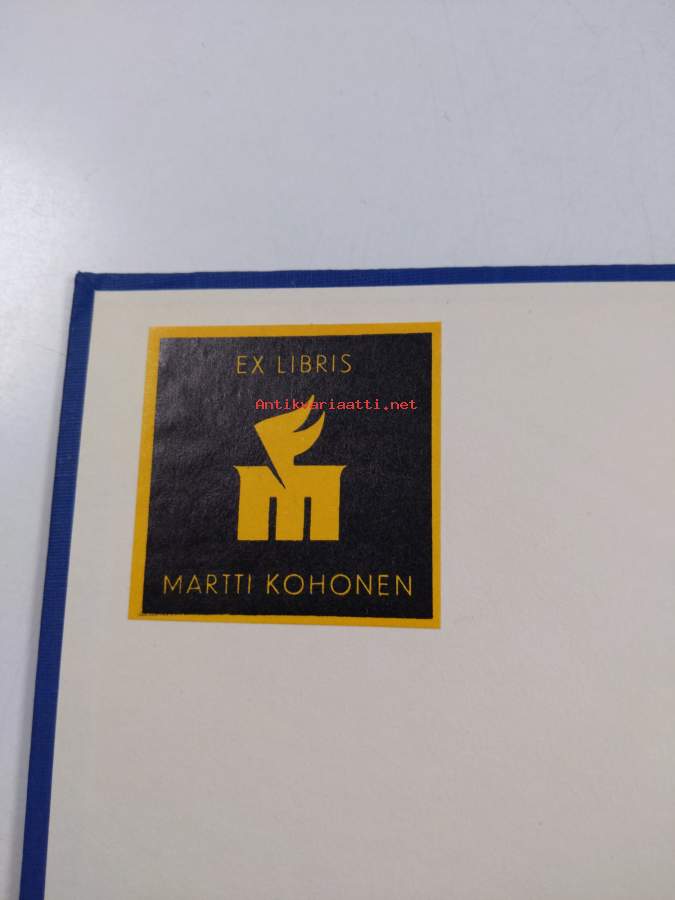 EX LIBRIS
Antikvariaatti.net
m
MARTTI KOHONEN